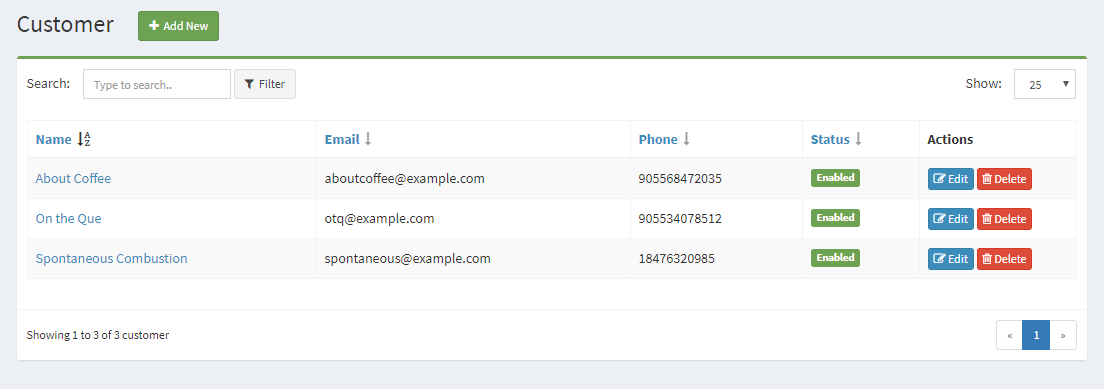 Customer Add New
Search: Type to search.. Filter Show: 25
Name Email Phone Status Actions
About Coffee aboutcoffee@example.com 905568472035 Enabled Edit Delete
On the Que otq@example.com 905534078512 Enabled Edit Delete
Spontaneous Combustion spontaneous@example.com 18476320985 Enabled Edit Delete
Showing 1 to 3 of 3 customer « 1 »